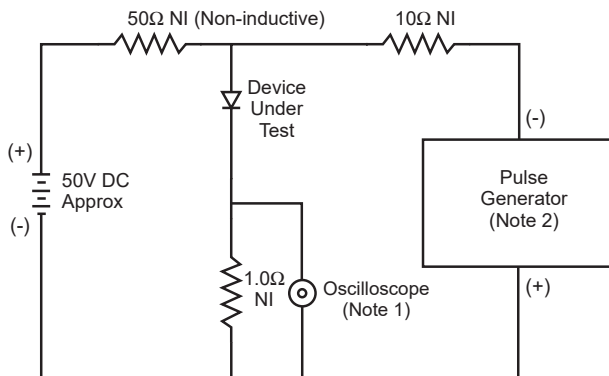 50Ω NI (Non-inductive)
10Ω NI
Device
Under
Test
(+)
50V DC
Approx
(-)
1.0Ω
NI
Oscilloscope
(Note 1)
(-)
Pulse
Generator
(Note 2)
(+)